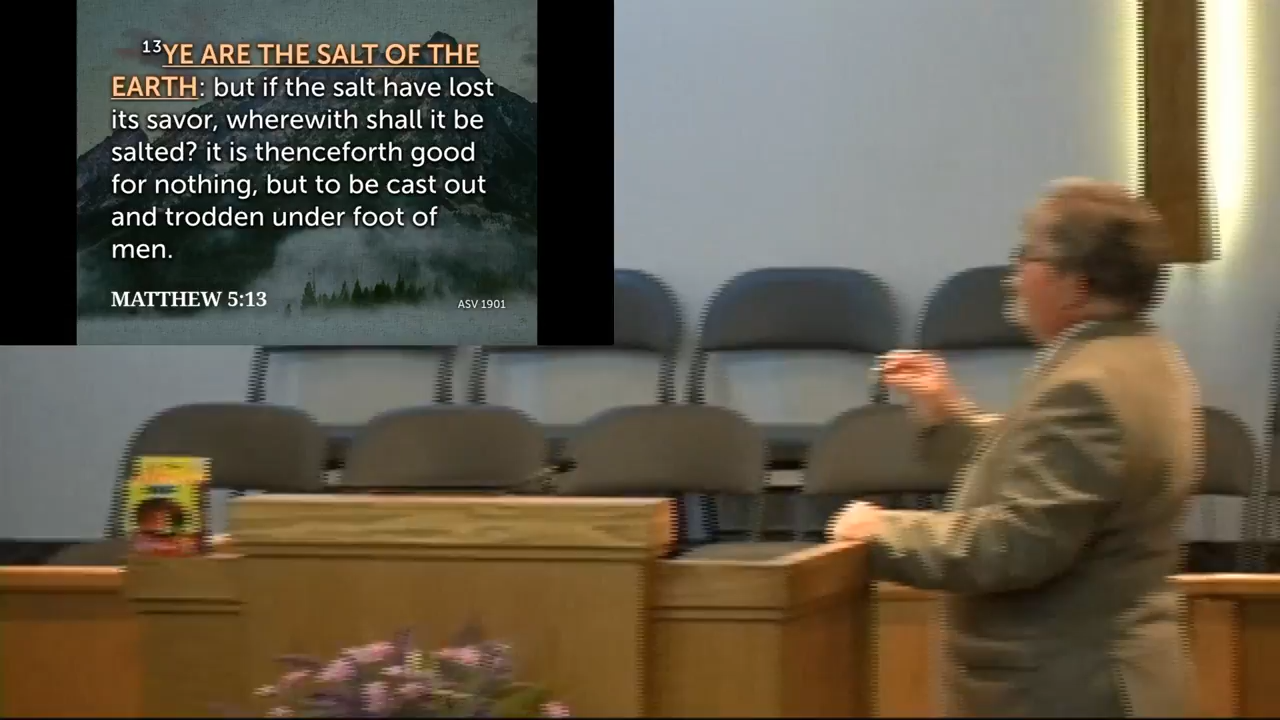 13YE ARE THE SALT OF THE
EARTH: but if the salt have lost
its savor, wherewith shall it be
salted? it is thenceforth good
for nothing, but to be cast out
and trodden under foot of
men.
MATTHEW 5:13
ASV 1901